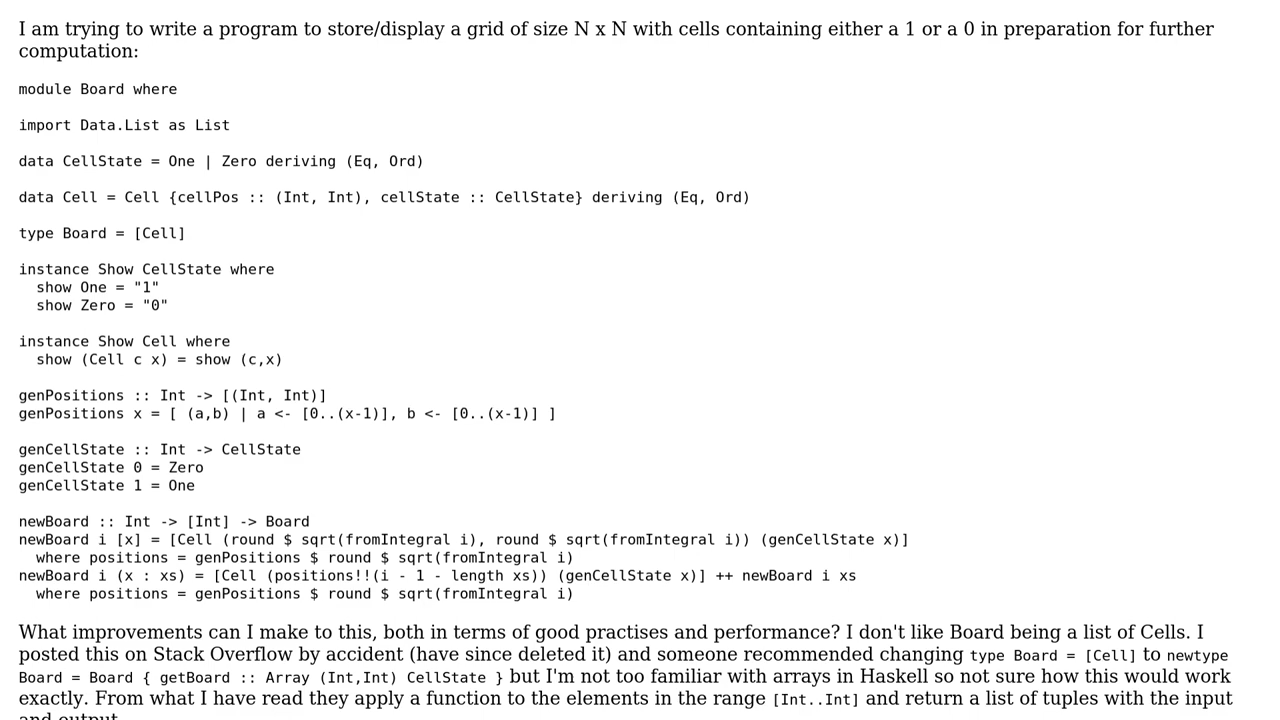 I am trying to write a program to store/display a grid of size N x N with cells containing either a 1 or a 0 in preparation for further
computation:
module Board where
import Data.List as List
data CellState = One | Zero deriving (Eq, Ord)
data Cell = Cell {cellPos :: (Int, Int), cellState :: CellState} deriving (Eq, Ord)
type Board = [Cell]
instance Show CellState where
  show One = "1"
  show Zero = "0"
instance Show Cell where
  show (Cell c x) = show (c,x)
genPositions :: Int -> [(Int, Int)]
genPositions x = [ (a,b) | a <- [0..(x-1)], b <- [0..(x-1)] ]
genCellState :: Int -> CellState
genCellState 0 = Zero
genCellState 1 = One
newBoard :: Int -> [Int] -> Board
newBoard i [x] = [Cell (round $ sqrt(fromIntegral i), round $ sqrt(fromIntegral i)) (genCellState x)]
  where positions = genPositions $ round $ sqrt(fromIntegral i)
newBoard i (x : xs) = [Cell (positions!!(i - 1 - length xs)) (genCellState x)] ++ newBoard i xs
  where positions = genPositions $ round $ sqrt(fromIntegral i)
What improvements can I make to this, both in terms of good practises and performance? I don't like Board being a list of Cells. I
posted this on Stack Overflow by accident (have since deleted it) and someone recommended changing type Board = [Cell] to newtype
Board = Board { getBoard :: Array (Int,Int) CellState } but I'm not too familiar with arrays in Haskell so not sure how this would work
exactly. From what I have read they apply a function to the elements in the range [Int..Int] and return a list of tuples with the input
and output.